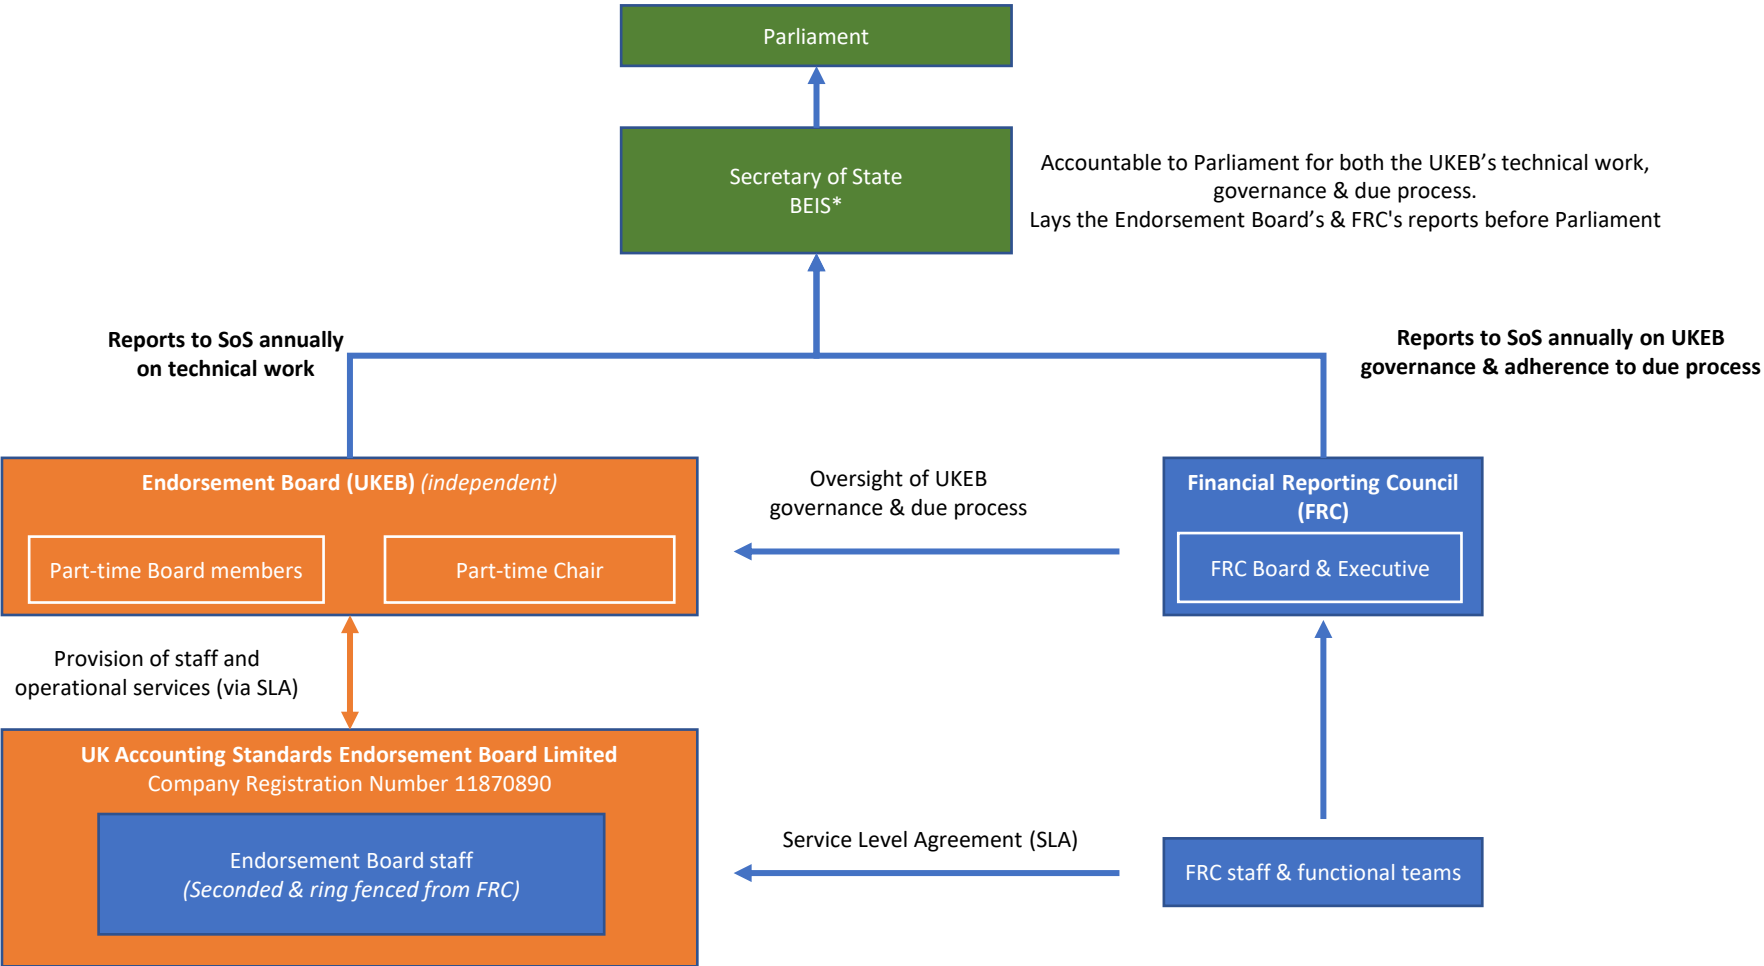 Parliament
Secretary of State
BEIS*
Accountable to Parliament for both the UKEB’s technical work,
governance & due process.
Lays the Endorsement Board’s & FRC's reports before Parliament
Reports to SoS annually
on technical work
Reports to SoS annually on UKEB
governance & adherence to due process
Endorsement Board (UKEB) (independent)
Part-time Board members
Part-time Chair
Oversight of UKEB
governance & due process
Financial Reporting Council
(FRC)
FRC Board & Executive
Provision of staff and
operational services (via SLA)
UK Accounting Standards Endorsement Board Limited
Company Registration Number 11870890
Endorsement Board staff
(Seconded & ring fenced from FRC)
Service Level Agreement (SLA)
FRC staff & functional teams